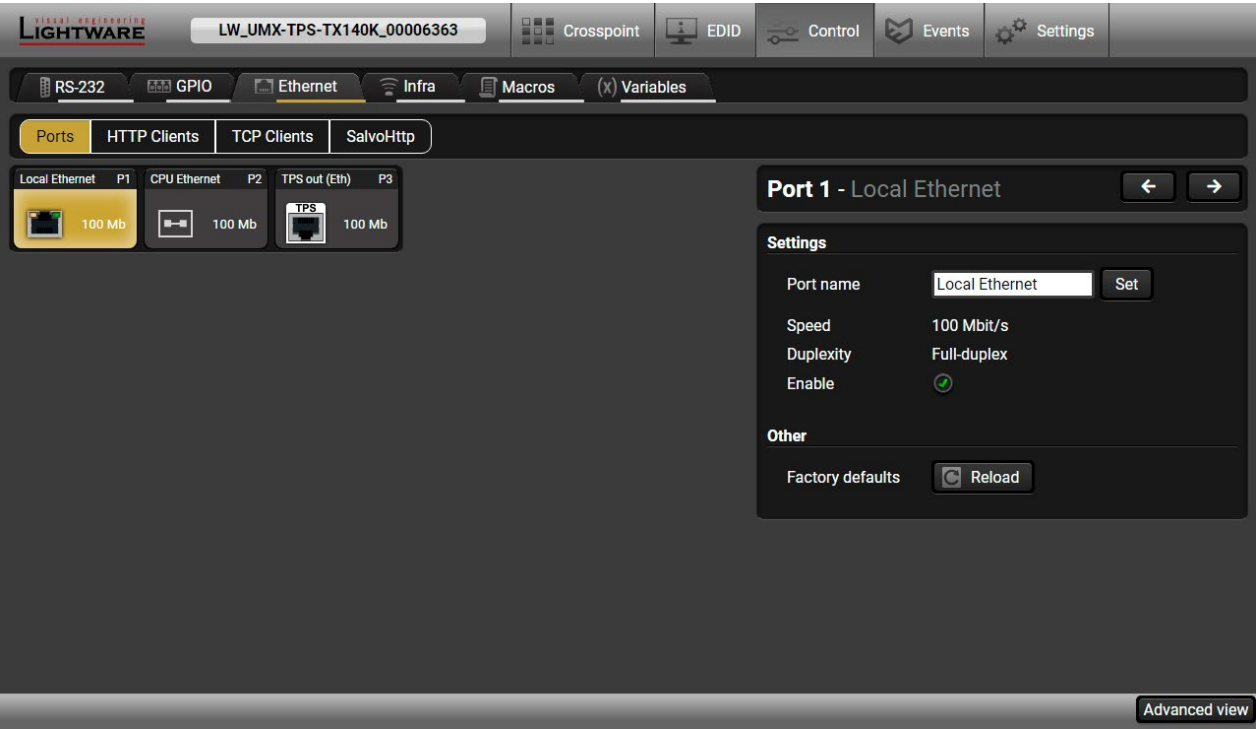 visual engineering
LIGHTWARE
LW_UMX-TPS-TX140K_00006363
Crosspoint
EDID
Control
Events
Settings
RS-232
GPIO
Ethernet
Infra
Macros
(x) Variables
Ports
HTTP Clients
TCP Clients
SalvoHttp
Local Ethernet P1
100 Mb
CPU Ethernet P2
100 Mb
TPS out (Eth) P3
TPS
100 Mb
Port 1 - Local Ethernet
Settings
Port name Local Ethernet Set
Speed 100 Mbit/s
Duplexity Full-duplex
Enable
Other
Factory defaults Reload
Advanced view